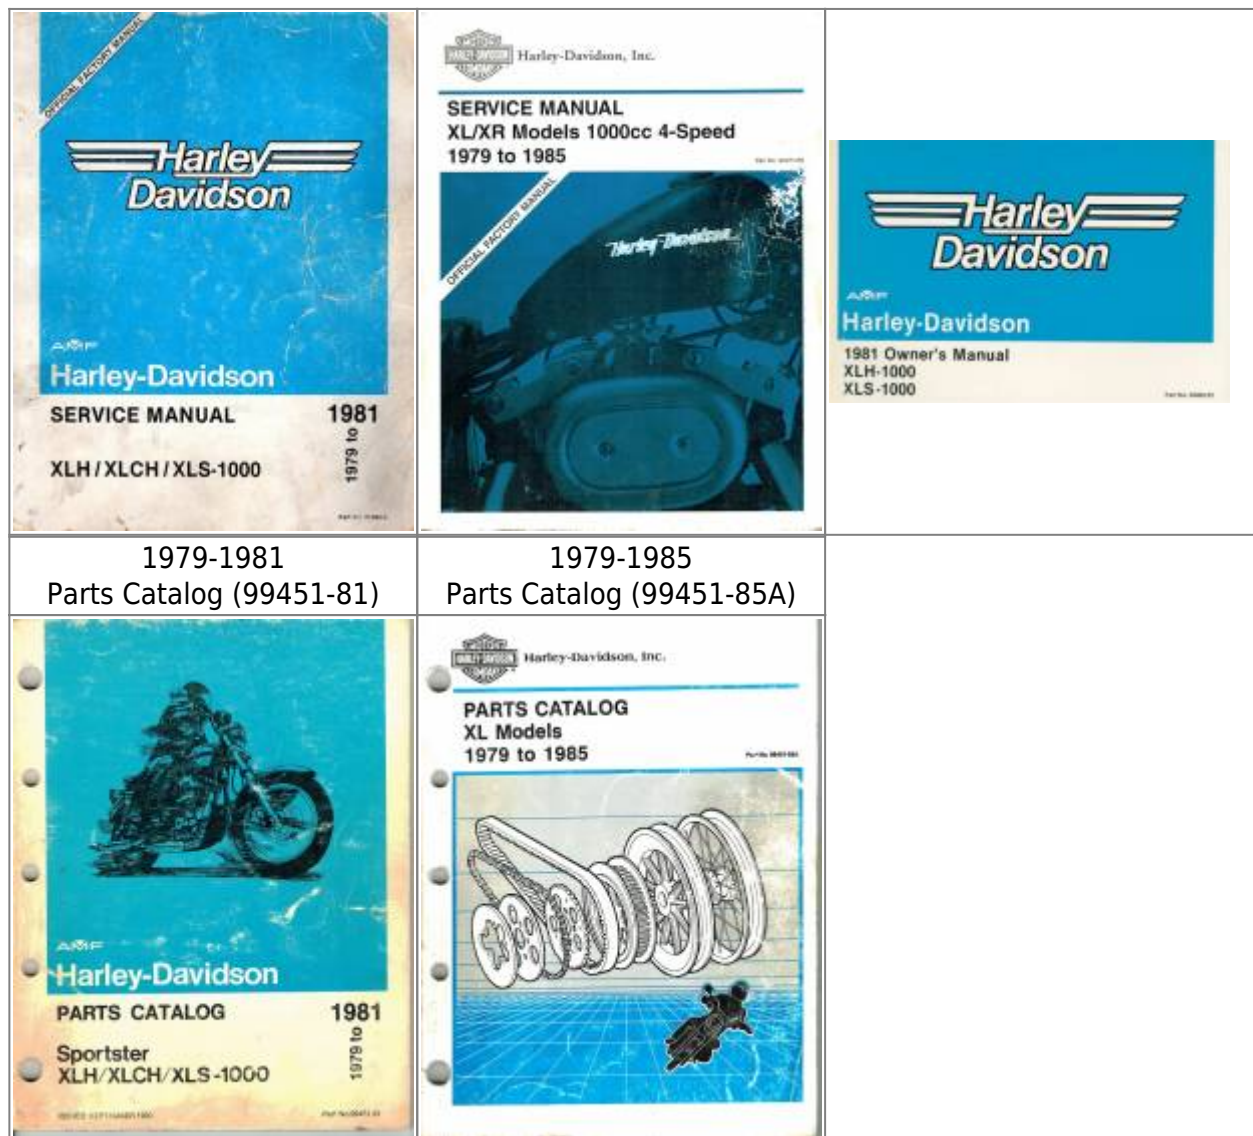 OFFICIAL FACTORY MANUAL
Harley
Davidson
AMF
Harley-Davidson
SERVICE MANUAL 1981
1979 to
XLH / XLCH / XLS-1000
HARLEY-DAVIDSON
Harley-Davidson, Inc.
SERVICE MANUAL
XL/XR Models 1000cc 4-Speed
1979 to 1985
OFFICIAL FACTORY MANUAL
Harley-Davidson
Harley
Davidson
AMF
Harley-Davidson
1981 Owner's Manual
XLH-1000
XLS-1000
1979-1981
Parts Catalog (99451-81)
1979-1985
Parts Catalog (99451-85A)
AMF
Harley-Davidson
PARTS CATALOG 1981
1979 to
Sportster
XLH/XLCH/XLS-1000
HARLEY-DAVIDSON
Harley-Davidson, Inc.
PARTS CATALOG
XL Models
1979 to 1985